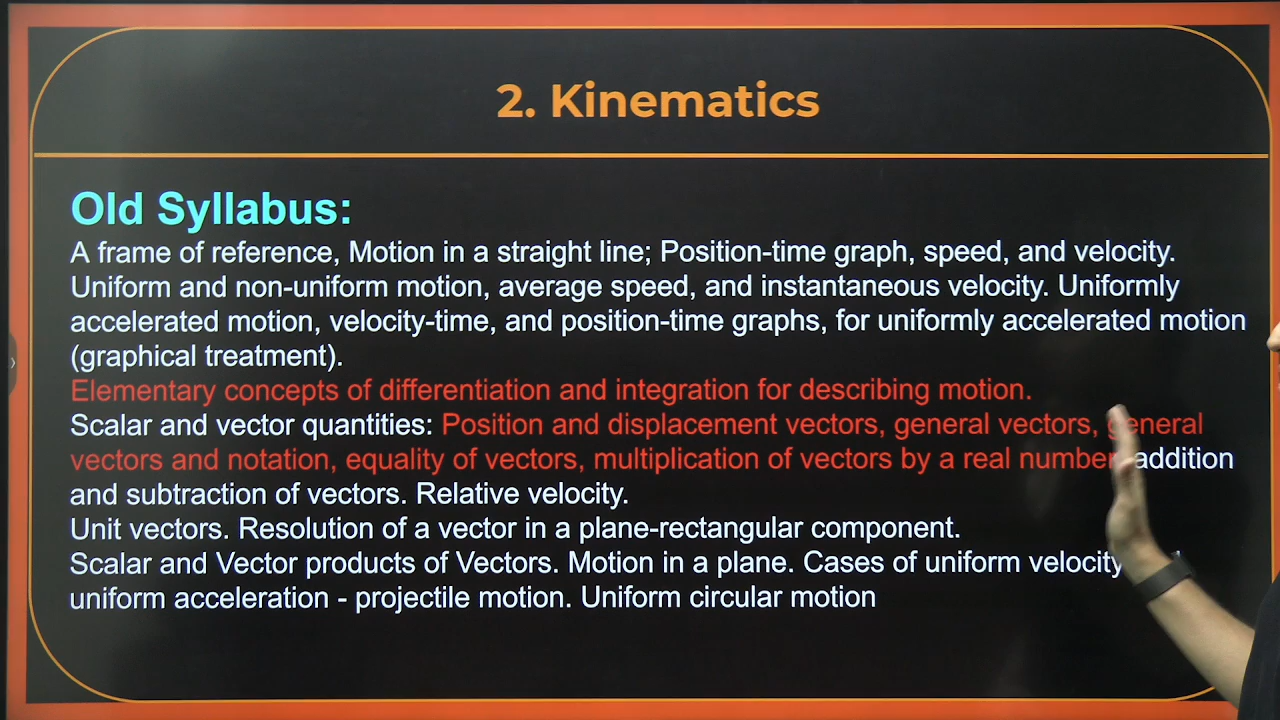 2. Kinematics
Old Syllabus:
A frame of reference, Motion in a straight line; Position-time graph, speed, and velocity.
Uniform and non-uniform motion, average speed, and instantaneous velocity. Uniformly
accelerated motion, velocity-time, and position-time graphs, for uniformly accelerated motion
(graphical treatment).
Elementary concepts of differentiation and integration for describing motion.
Scalar and vector quantities: Position and displacement vectors, general vectors, general
vectors and notation, equality of vectors, multiplication of vectors by a real number addition
and subtraction of vectors. Relative velocity.
Unit vectors. Resolution of a vector in a plane-rectangular component.
Scalar and Vector products of Vectors. Motion in a plane. Cases of uniform velocity
uniform acceleration - projectile motion. Uniform circular motion